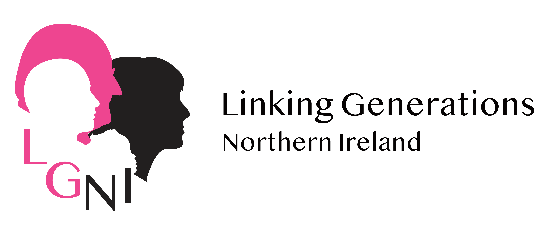 LGNI
Linking Generations
Northern Ireland